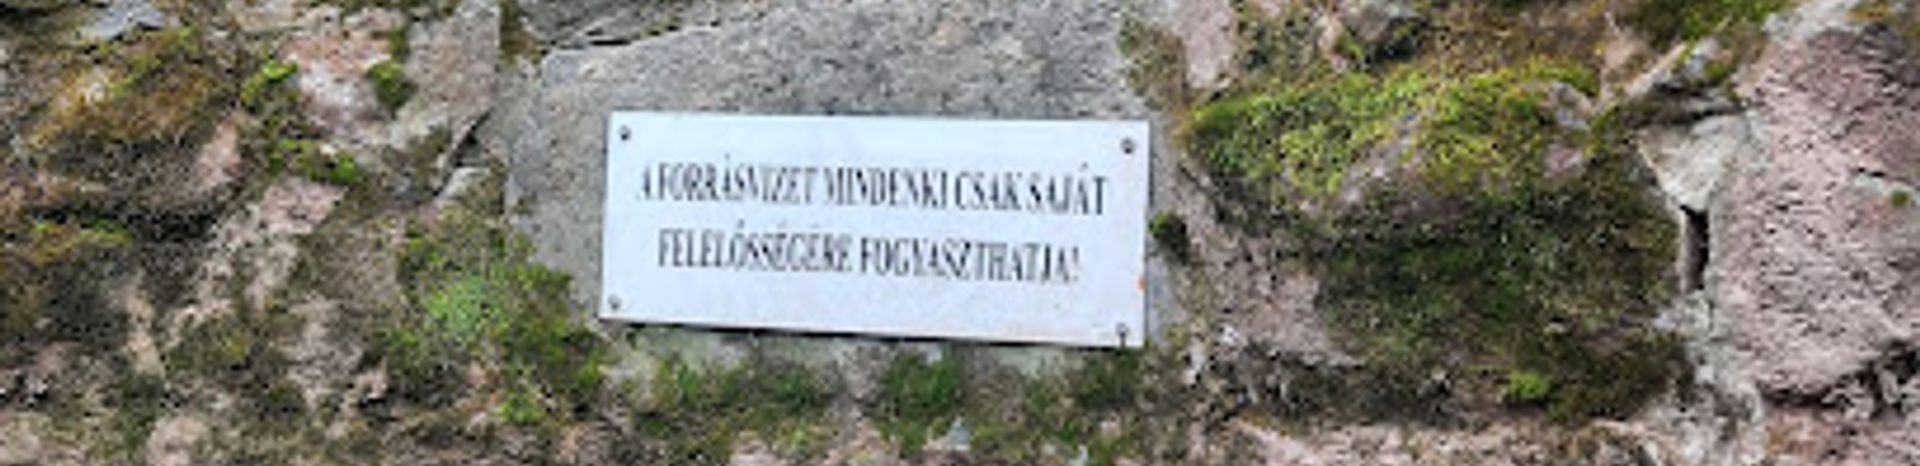 A FORRÁSVIZET MINDENKI CSAK SAJÁT
FELELŐSSÉGÉRE FOGYASZTHATJA!